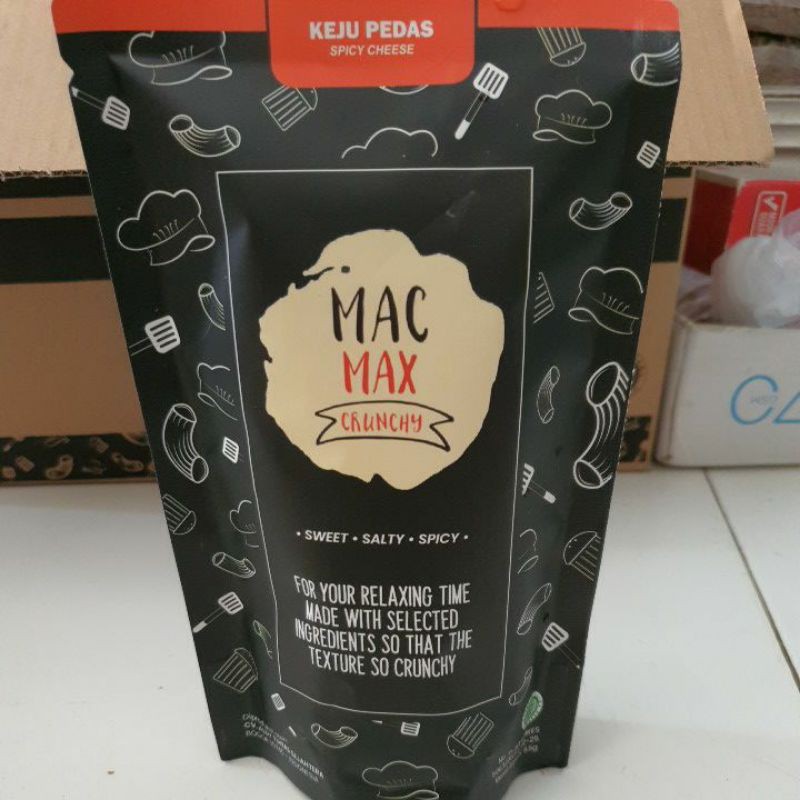 KEJU PEDAS
SPICY CHEESE
MAC
MAX
CRUNCHY
• SWEET • SALTY • SPICY •
FOR YOUR RELAXING TIME
MADE WITH SELECTED
INGREDIENTS SO THAT THE
TEXTURE SO CRUNCHY